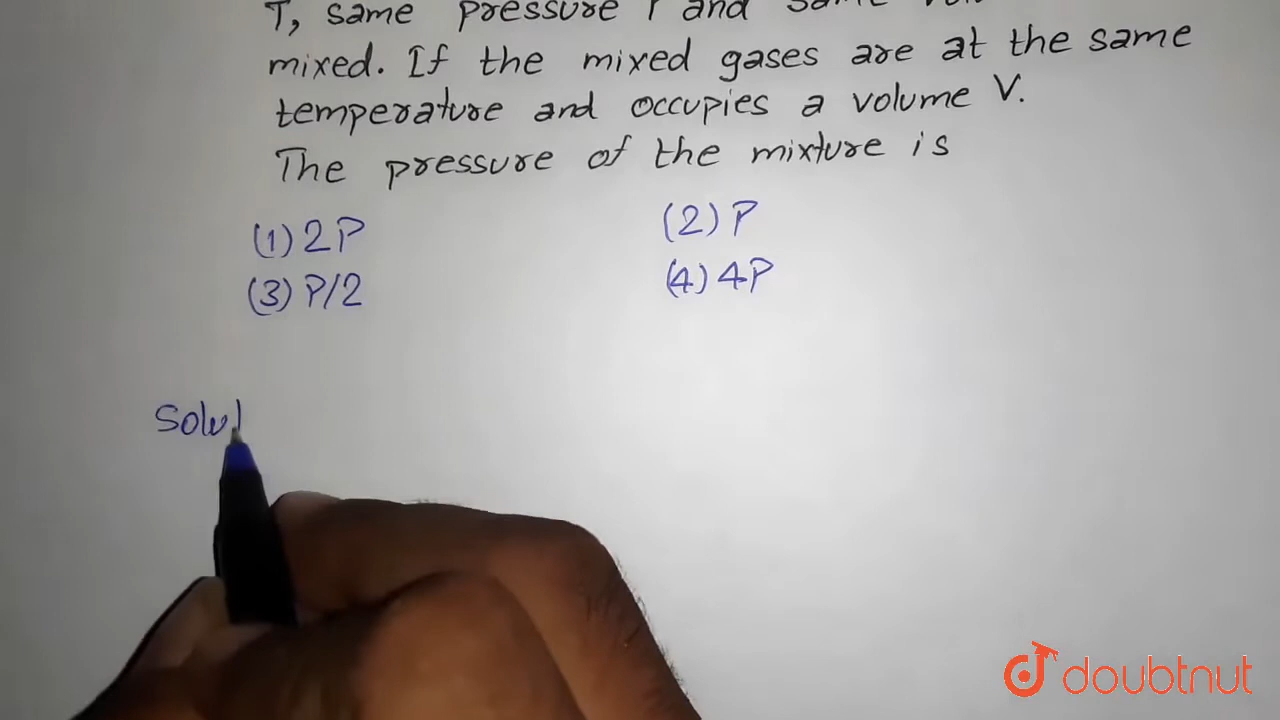 T, same pressure P and same
mixed. If the mixed gases are at the same
temperature and occupies a volume V.
The pressure of the mixture is
(1) 2P (2) P
(3) P/2 (4) 4P
Solu
doubtnut